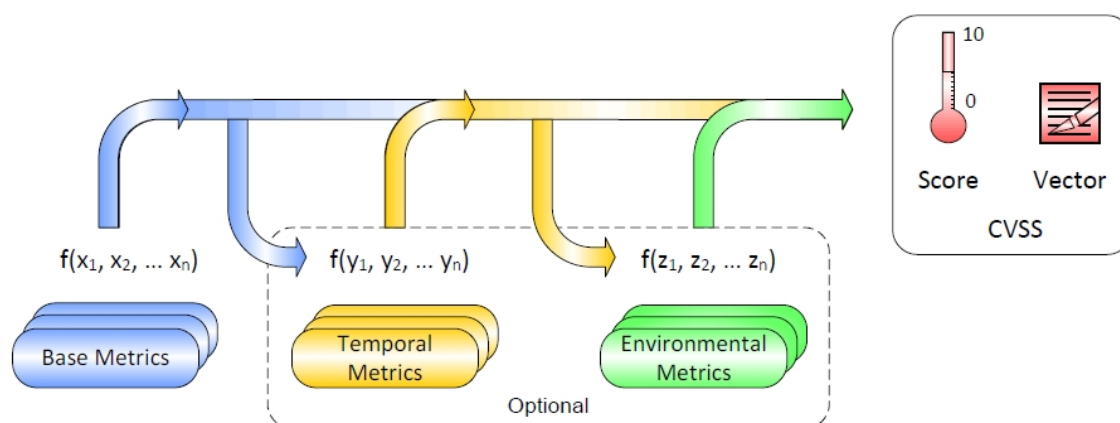 10
0
Score
Vector
CVSS
f(x₁, x₂, ... xₙ)
f(y₁, y₂, ... yₙ)
f(z₁, z₂, ... zₙ)
Base Metrics
Temporal
Metrics
Environmental
Metrics
Optional